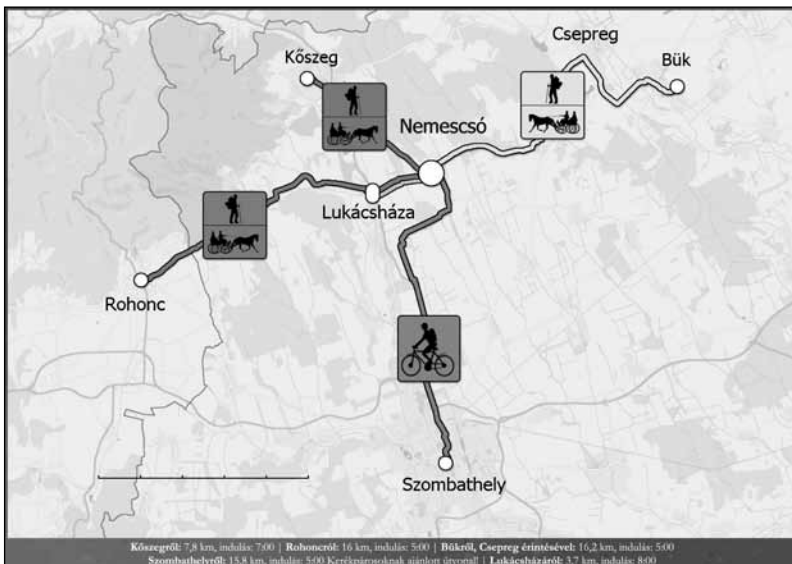 Csepreg
Kőszeg
Bük
Nemescsó
Lukácsháza
Rohonc
Szombathely
Kőszegről: 7,8 km, indulás: 7:00 | Rohoncról: 16 km, indulás: 5:00 | Bükről, Csepreg érintésével: 16,2 km, indulás: 5:00
Szombathelyről: 15,8 km, indulás: 5:00 Kerékpárosoknak ajánlott útvonal! | Lukácsházáról: 3,7 km, indulás: 8:00